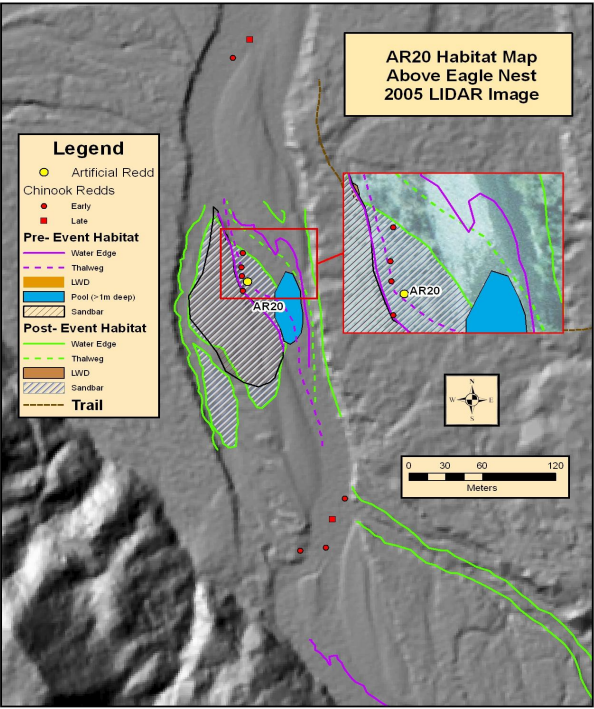 AR20 Habitat Map
Above Eagle Nest
2005 LIDAR Image
Legend
Artificial Redd
Chinook Redds
Early
Late
Pre- Event Habitat
Water Edge
Thalweg
LWD
Pool (>1m deep)
Sandbar
Post- Event Habitat
Water Edge
Thalweg
LWD
Sandbar
Trail
AR20
AR20
N
W E
S
0 30 60 120
Meters